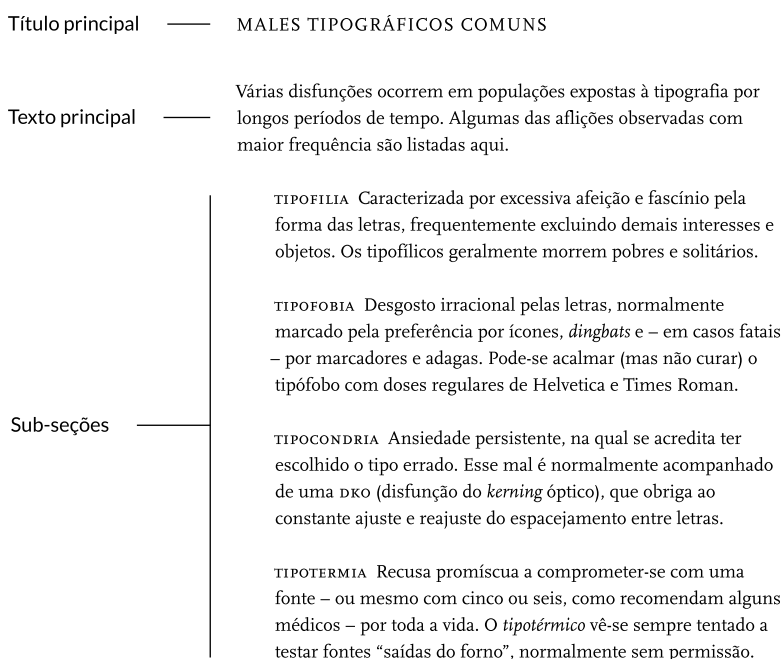 Título principal
MALES TIPOGRÁFICOS COMUNS
Texto principal
Várias disfunções ocorrem em populações expostas à tipografia por
longos períodos de tempo. Algumas das aflições observadas com
maior frequência são listadas aqui.
Sub-seções
TIPOFILIA Caracterizada por excessiva afeição e fascínio pela
forma das letras, frequentemente excluindo demais interesses e
objetos. Os tipofílicos geralmente morrem pobres e solitários.
TIPOFOBIA Desgosto irracional pelas letras, normalmente
marcado pela preferência por ícones, dingbats e – em casos fatais
– por marcadores e adagas. Pode-se acalmar (mas não curar) o
tipófobo com doses regulares de Helvetica e Times Roman.
TIPOCONDRIA Ansiedade persistente, na qual se acredita ter
escolhido o tipo errado. Esse mal é normalmente acompanhado
de uma DKO (disfunção do kerning óptico), que obriga ao
constante ajuste e reajuste do espacejamento entre letras.
TIPOTERMIA Recusa promíscua a comprometer-se com uma
fonte – ou mesmo com cinco ou seis, como recomendam alguns
médicos – por toda a vida. O tipotérmico vê-se sempre tentado a
testar fontes “saídas do forno”, normalmente sem permissão.